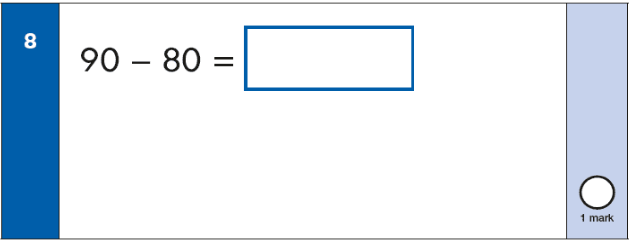 8
90 – 80 =
1 mark